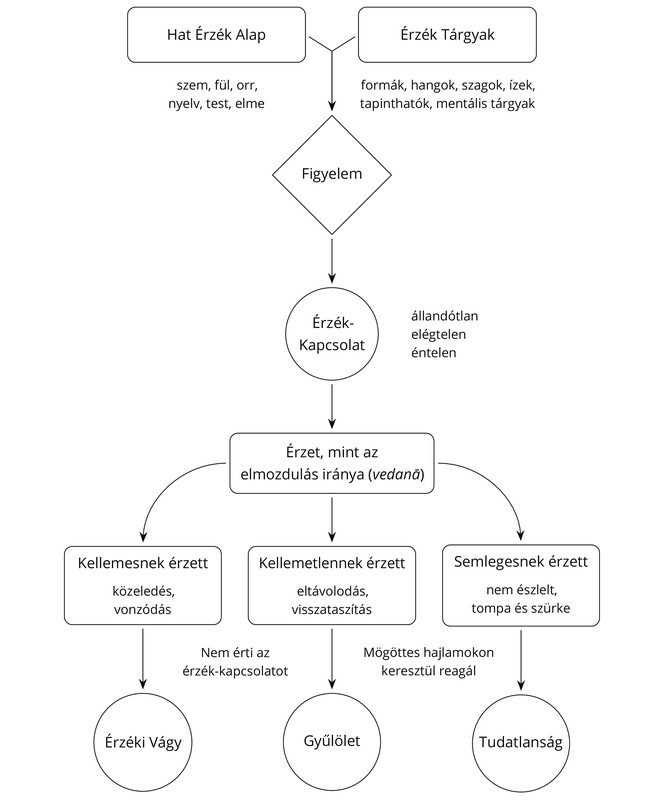 Hat Érzék Alap
Érzék Tárgyak
szem, fül, orr,
nyelv, test, elme
formák, hangok, szagok, ízek,
tapinthatók, mentális tárgyak
Figyelem
Érzék-
Kapcsolat
állandótlan
elégtelen
éntelen
Érzet, mint az
elmozdulás iránya (vedanā)
Kellemesnek érzett
közeledés,
vonzódás
Kellemetlennek érzett
eltávolodás,
visszataszítás
Semlegesnek érzett
nem észlelt,
tompa és szürke
Nem érti az
érzék-kapcsolatot
Mögöttes hajlamokon
keresztül reagál
Érzéki Vágy
Gyűlölet
Tudatlanság